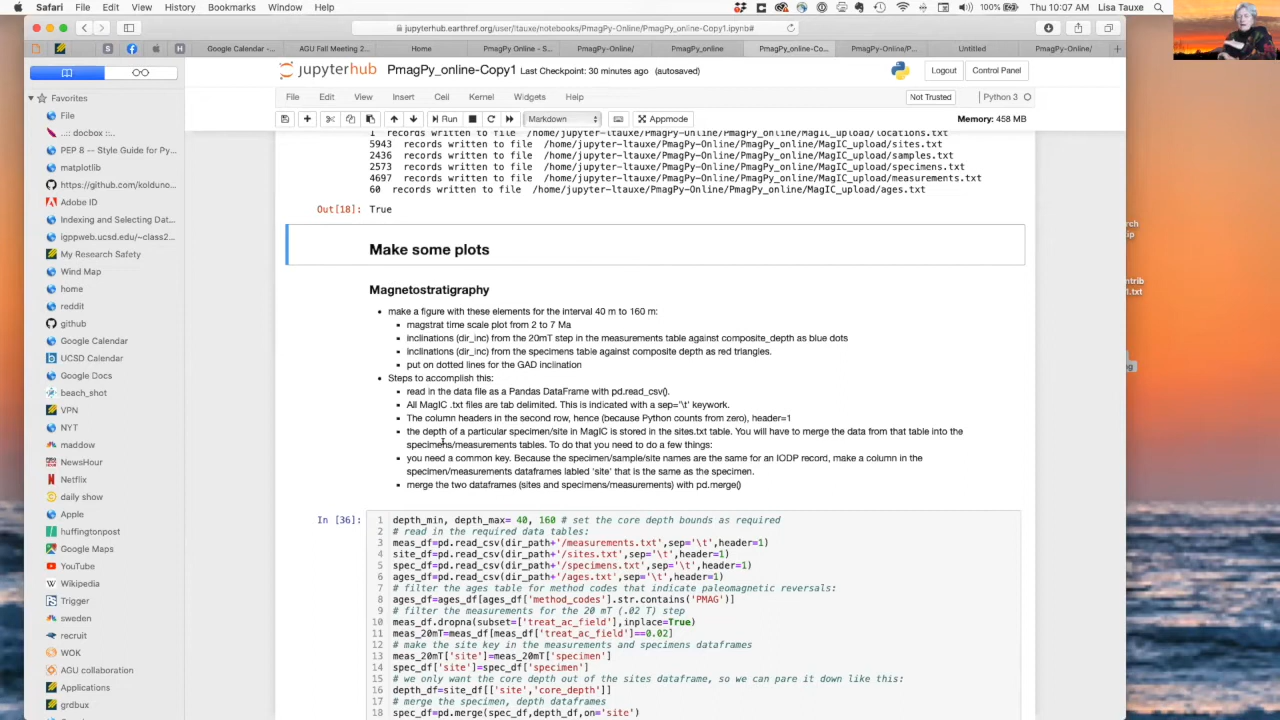 Safari File Edit View History Bookmarks Window Help 100% Thu 10:07 AM Lisa Tauxe
jupyterhub.earthref.org/user/ltauxe/notebooks/PmagPy-Online/PmagPy_online-Copy1.ipynb#
Google Calendar -... AGU Fall Meeting 2... Home PmagPy Online - S... PmagPy-Online/ PmagPy_online PmagPy_online-Co... PmagPy-Online/P... Untitled PmagPy-Online/
Favorites
File
..:: docbox ::..
PEP 8 -- Style Guide for Py...
matplotlib
https://github.com/kolduno...
Adobe ID
Indexing and Selecting Dat...
igppweb.ucsd.edu/~class2...
My Research Safety
Wind Map
home
reddit
github
Google Calendar
UCSD Calendar
Google Docs
beach_shot
VPN
NYT
maddow
NewsHour
Netflix
daily show
Apple
huffingtonpost
Google Maps
YouTube
Wikipedia
Trigger
sweden
recruit
WOK
AG collaboration
Applications
grdbux
jupyterhub PmagPy_online-Copy1 Last Checkpoint: 30 minutes ago (autosaved) Logout Control Panel
File Edit View Insert Cell Kernel Widgets Help Not Trusted Python 3
Run Markdown Appmode Memory: 458 MB
1 records written to file /home/jupyter-ltauxe/PmagPy-Online/PmagPy_online/MagIC_upload/locations.txt
5943 records written to file /home/jupyter-ltauxe/PmagPy-Online/PmagPy_online/MagIC_upload/sites.txt
2436 records written to file /home/jupyter-ltauxe/PmagPy-Online/PmagPy_online/MagIC_upload/samples.txt
2573 records written to file /home/jupyter-ltauxe/PmagPy-Online/PmagPy_online/MagIC_upload/specimens.txt
4697 records written to file /home/jupyter-ltauxe/PmagPy-Online/PmagPy_online/MagIC_upload/measurements.txt
60 records written to file /home/jupyter-ltauxe/PmagPy-Online/PmagPy_online/MagIC_upload/ages.txt
Out[18]: True
Make some plots
Magnetostratigraphy
• make a figure with these elements for the interval 40 m to 160 m:
▪ magstrat time scale plot from 2 to 7 Ma
▪ inclinations (dir_inc) from the 20mT step in the measurements table against composite_depth as blue dots
▪ inclinations (dir_inc) from the specimens table against composite depth as red triangles.
▪ put on dotted lines for the GAD inclination
• Steps to accomplish this:
▪ read in the data file as a Pandas DataFrame with pd.read_csv().
▪ All MagIC .txt files are tab delimited. This is indicated with a sep='\t' keywork.
▪ The column headers in the second row, hence (because Python counts from zero), header=1
▪ the depth of a particular specimen/site in MagIC is stored in the sites.txt table. You will have to merge the data from that table into the
specimens/measurements tables. To do that you need to do a few things:
▪ you need a common key. Because the specimen/sample/site names are the same for an IODP record, make a column in the
specimen/measurements dataframes labled 'site' that is the same as the specimen.
▪ merge the two dataframes (sites and specimens/measurements) with pd.merge()
In [36]:
1 depth_min, depth_max= 40, 160 # set the core depth bounds as required
2 # read in the required data tables:
3 meas_df=pd.read_csv(dir_path+'/measurements.txt',sep='\t',header=1)
4 site_df=pd.read_csv(dir_path+'/sites.txt',sep='\t',header=1)
5 spec_df=pd.read_csv(dir_path+'/specimens.txt',sep='\t',header=1)
6 ages_df=pd.read_csv(dir_path+'/ages.txt',sep='\t',header=1)
7 # filter the ages table for method codes that indicate paleomagnetic reversals:
8 ages_df=ages_df[ages_df['method_codes'].str.contains('PMAG')]
9 # filter the measurements for the 20 mT (.02 T) step
10 meas_df.dropna(subset=['treat_ac_field'],inplace=True)
11 meas_20mT=meas_df[meas_df['treat_ac_field']==0.02]
12 # make the site key in the measurements and specimens dataframes
13 meas_20mT['site']=meas_20mT['specimen']
14 spec_df['site']=spec_df['specimen']
15 # we only want the core depth out of the sites dataframe, so we can pare it down like this:
16 depth_df=site_df[['site','core_depth']]
17 # merge the specimen, depth dataframes
18 spec_df=pd.merge(spec_df,depth_df,on='site')